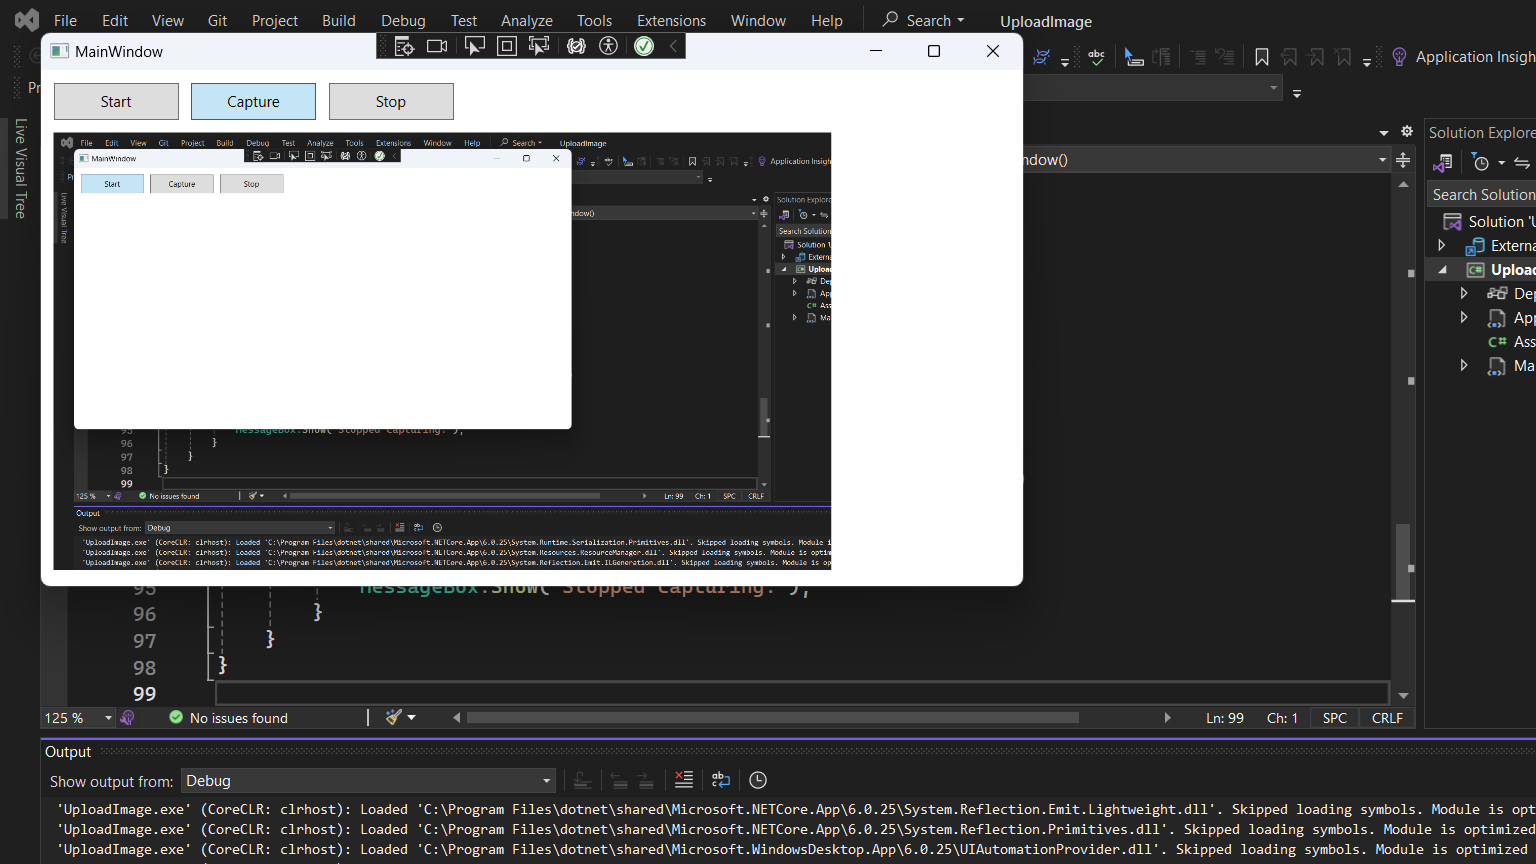 File Edit View Git Project Build Debug Test Analyze Tools Extensions Window Help Search UploadImage
MainWindow
abc
Application Insigh
Start Capture Stop
Pr
Live Visual Tree
File Edit View Git Project Build Debug Test Analyze Tools Extensions Window Help Search UploadImage
MainWindow
Application Insigh
Start Capture Stop
Live Visual Tree
ndow()
Solution Explore
Search Solution
Solution 'U
Externa
Upload
Dep
App
Ass
Ma
95 MessageBox.Show("Stopped capturing.");
96 }
97 }
98 }
99
125 % No issues found Ln: 99 Ch: 1 SPC CRLF
Output
Show output from: Debug
'UploadImage.exe' (CoreCLR: clrhost): Loaded 'C:\Program Files\dotnet\shared\Microsoft.NETCore.App\6.0.25\System.Runtime.Serialization.Primitives.dll'. Skipped loading symbols. Module i
'UploadImage.exe' (CoreCLR: clrhost): Loaded 'C:\Program Files\dotnet\shared\Microsoft.NETCore.App\6.0.25\System.Resources.ResourceManager.dll'. Skipped loading symbols. Module is optim
'UploadImage.exe' (CoreCLR: clrhost): Loaded 'C:\Program Files\dotnet\shared\Microsoft.NETCore.App\6.0.25\System.Reflection.Emit.ILGeneration.dll'. Skipped loading symbols. Module is op
ndow()
Solution Explore
Search Solution
Solution 'U
Externa
C# Upload
Dep
App
C# Ass
Ma
95 MessageBox.Show("Stopped capturing.");
96 }
97 }
98 }
99
125 % No issues found Ln: 99 Ch: 1 SPC CRLF
Output
Show output from: Debug
'UploadImage.exe' (CoreCLR: clrhost): Loaded 'C:\Program Files\dotnet\shared\Microsoft.NETCore.App\6.0.25\System.Reflection.Emit.Lightweight.dll'. Skipped loading symbols. Module is opt
'UploadImage.exe' (CoreCLR: clrhost): Loaded 'C:\Program Files\dotnet\shared\Microsoft.NETCore.App\6.0.25\System.Reflection.Primitives.dll'. Skipped loading symbols. Module is optimized
'UploadImage.exe' (CoreCLR: clrhost): Loaded 'C:\Program Files\dotnet\shared\Microsoft.WindowsDesktop.App\6.0.25\UIAutomationProvider.dll'. Skipped loading symbols. Module is optimized